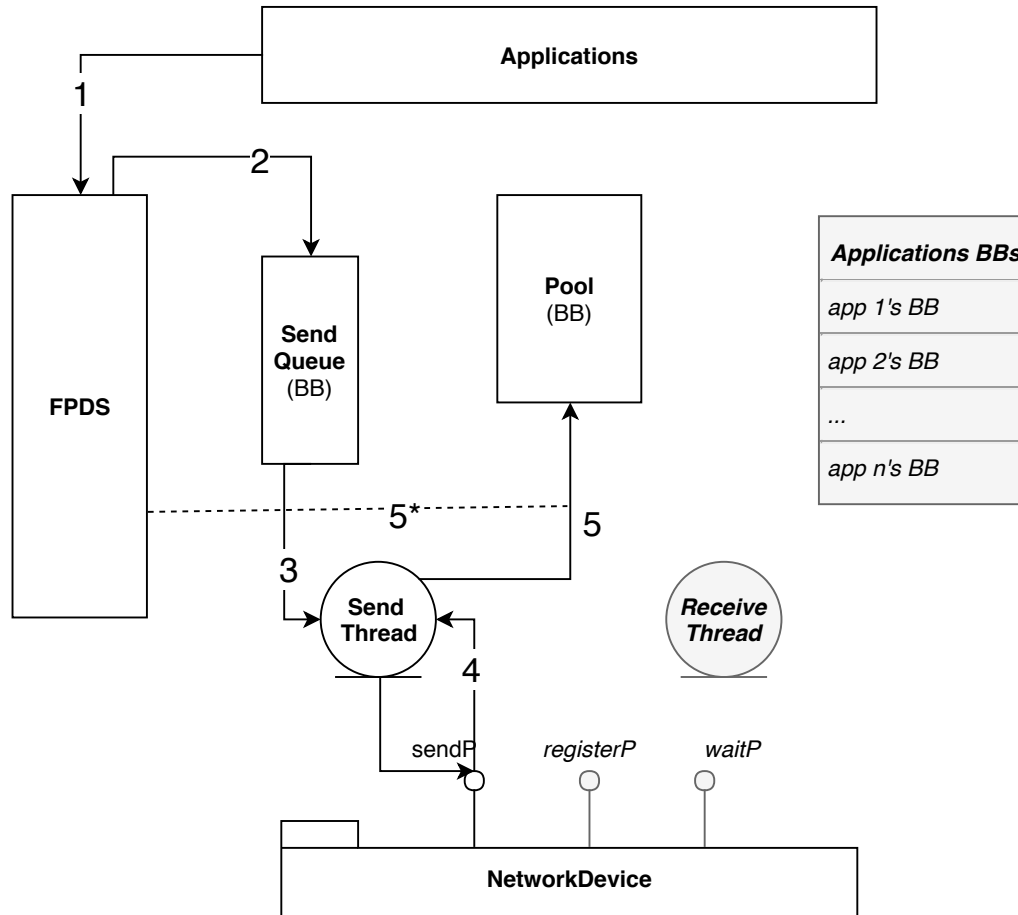 Applications
1
2
Pool
(BB)
Applications BBs
app 1's BB
Send
Queue
(BB)
app 2's BB
FPDS
...
app n's BB
5*
5
3
Send
Thread
Receive
Thread
4
sendP
registerP
waitP
NetworkDevice